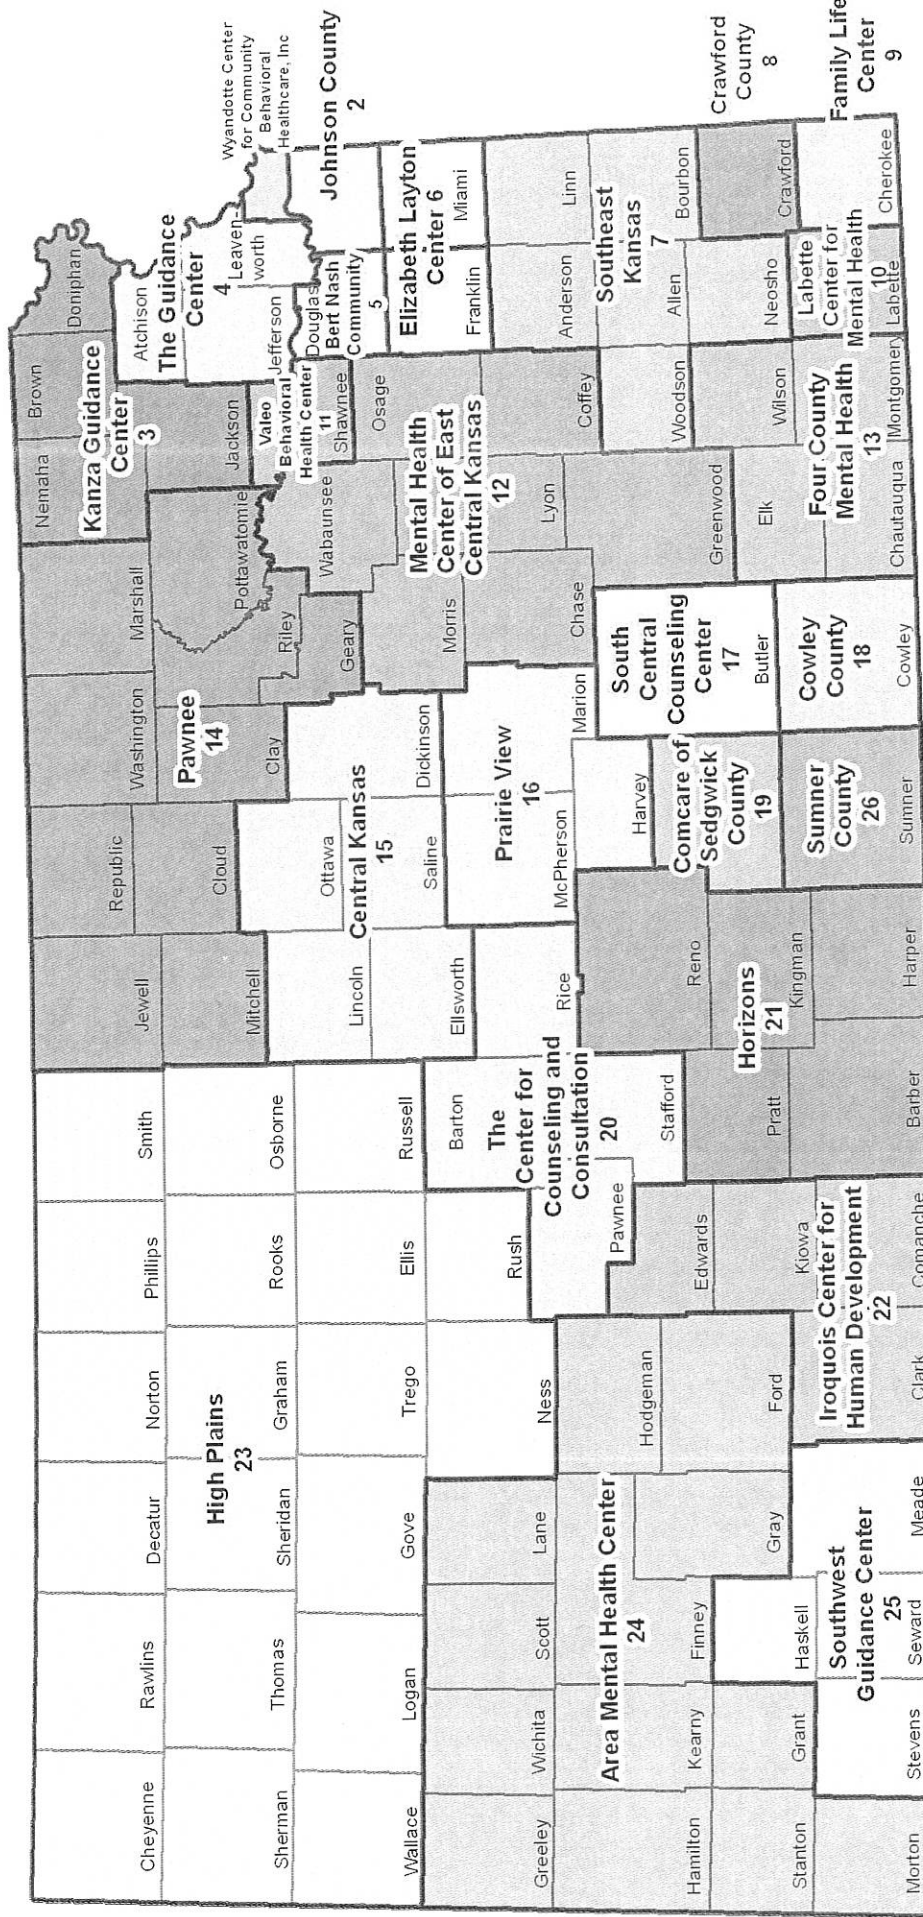 Cheyenne
Rawlins
Decatur
Norton
Phillips
Smith
Jewell
Republic
Washington
Marshall
Nemaha
Brown
Doniphan
Kanza Guidance
Center
3
Atchison
The Guidance
Center
4
Leaven-
worth
Wyandotte Center
for Community
Behavioral
Healthcare, Inc
Johnson County
2
Sherman
Thomas
Sheridan
High Plains
23
Graham
Rooks
Osborne
Mitchell
Cloud
Pawnee
14
Clay
Riley
Pottawatomie
Jackson
Jefferson
Valeo
Behavioral
Health Center
11
Shawnee
Douglas
Bert Nash
Community
5
Wallace
Logan
Gove
Trego
Ellis
Russell
Lincoln
Ottawa
Central Kansas
15
Saline
Dickinson
Geary
Wabaunsee
Osage
Elizabeth Layton
Center 6
Franklin
Miami
Greeley
Wichita
Scott
Lane
Ness
Rush
Barton
Ellsworth
Rice
Prairie View
16
McPherson
Marion
Morris
Chase
Mental Health
Center of East
Central Kansas
12
Lyon
Coffey
Anderson
Linn
Southeast
Kansas
7
Area Mental Health Center
24
Hamilton
Kearny
Finney
Hodgeman
Pawnee
The
Center for
Counseling and
Consultation
20
Stafford
Reno
Harvey
South
Central
Counseling
Center
17
Butler
Greenwood
Woodson
Allen
Bourbon
Stanton
Grant
Haskell
Gray
Ford
Edwards
Kiowa
Pratt
Horizons
21
Kingman
Comcare of
Sedgwick
County
19
Elk
Wilson
Neosho
Crawford
Crawford
County
8
Morton
Stevens
Seward
Southwest
Guidance Center
25
Meade
Clark
Iroquois Center for
Human Development
22
Comanche
Barber
Harper
Sumner
County
26
Sumner
Cowley
County
18
Cowley
Chautauqua
Four County
Mental Health
13
Montgomery
Labette
Center for
Mental Health
10
Labette
Cherokee
Family Life
Center
9